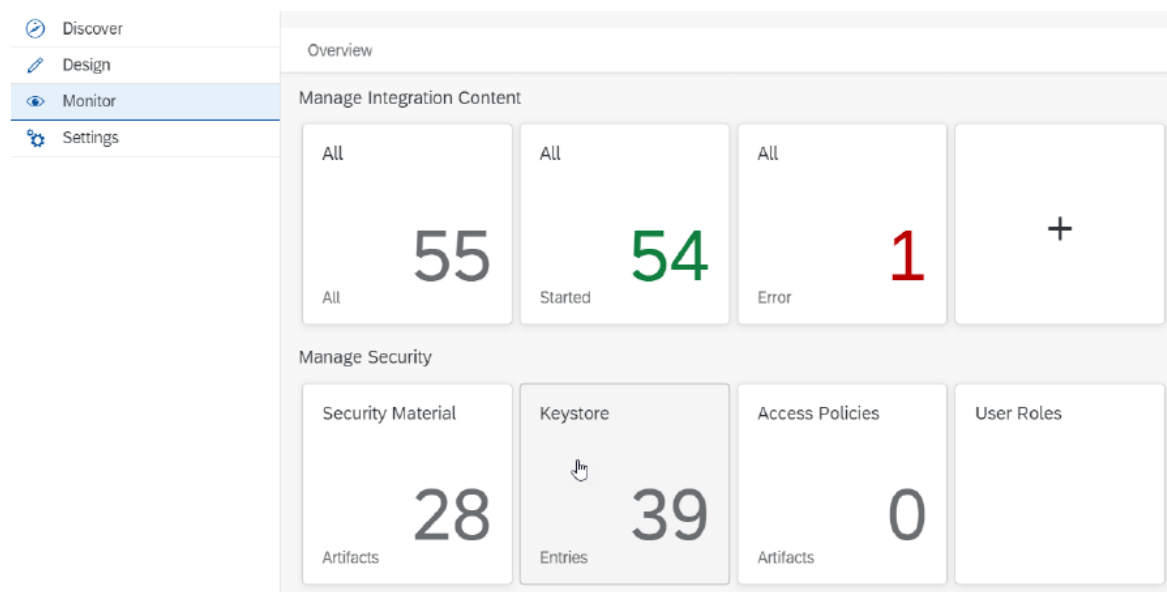 Discover
Design
Monitor
Settings
Overview
Manage Integration Content
All
55
All
All
54
Started
All
1
Error
+
Manage Security
Security Material
28
Artifacts
Keystore
39
Entries
Access Policies
0
Artifacts
User Roles